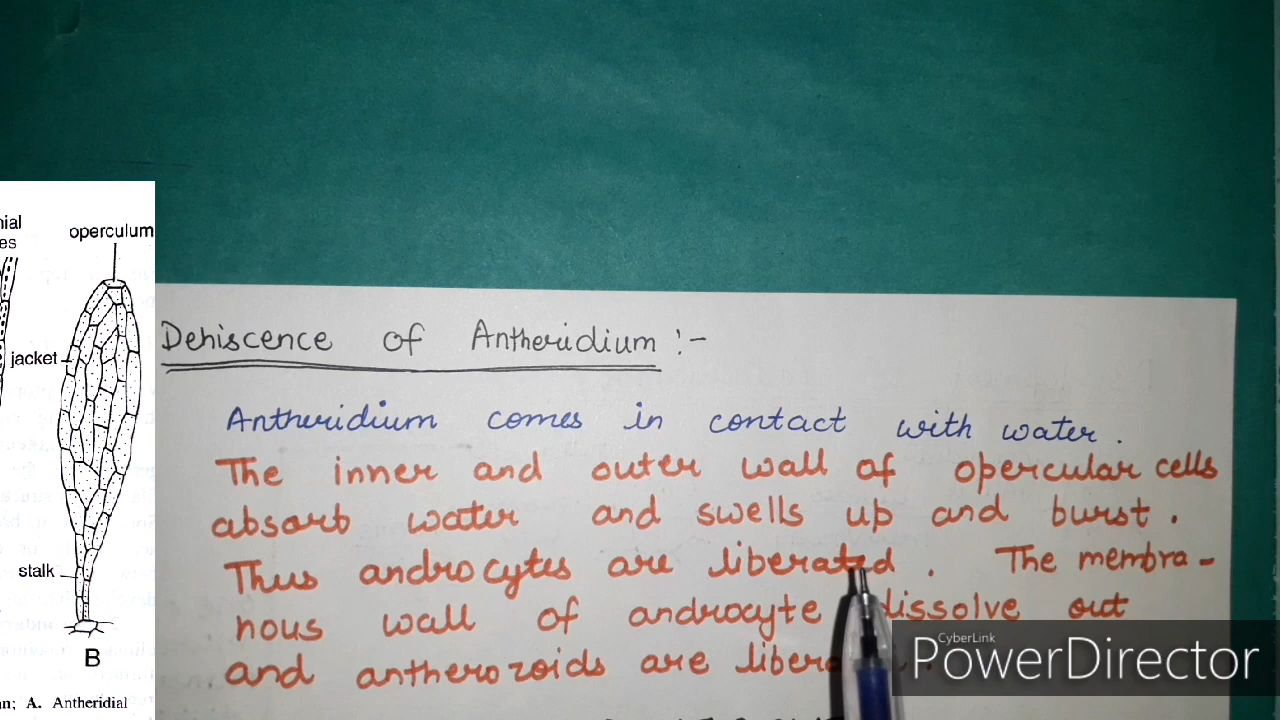 nial
es
operculum
jacket
stalk
B
n; A. Antheridial
Dehiscence of Antheridium :-
Antheridium comes in contact with water.
The inner and outer wall of opercular cells
absorb water and swells up and burst.
Thus androcytes are liberated. The membra-
nous wall of androcyte dissolve out
and antherozoids are
CyberLink
PowerDirector